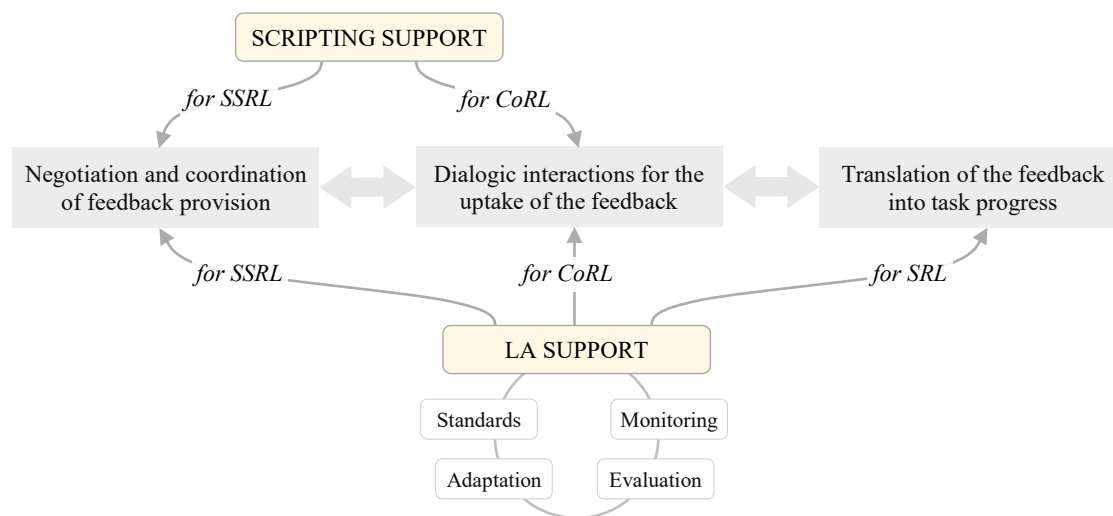 SCRIPTING SUPPORT
for SSRL
for CoRL
Negotiation and coordination
of feedback provision
Dialogic interactions for the
uptake of the feedback
Translation of the feedback
into task progress
for SSRL
for CoRL
for SRL
LA SUPPORT
Standards
Monitoring
Adaptation
Evaluation